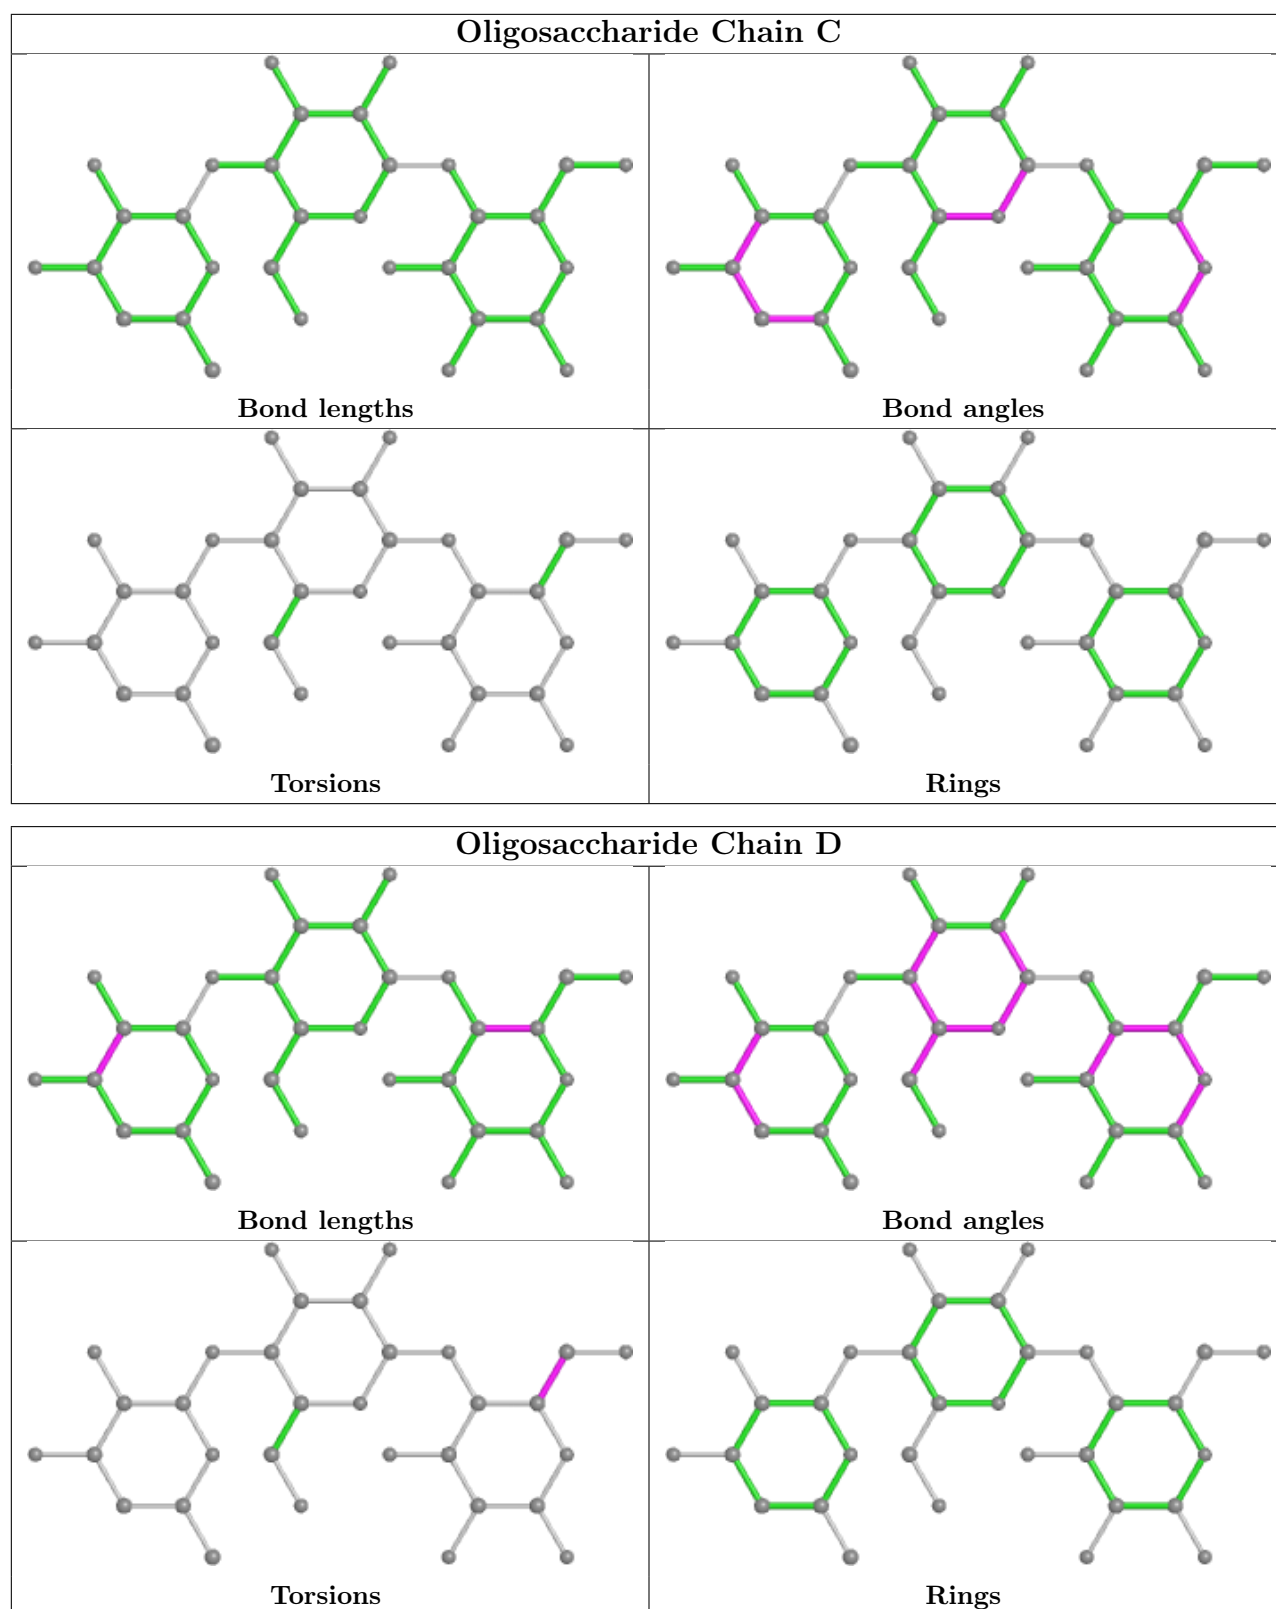 Oligosaccharide Chain C
Bond lengths
Bond angles
Torsions
Rings
Oligosaccharide Chain D
Bond lengths
Bond angles
Torsions
Rings